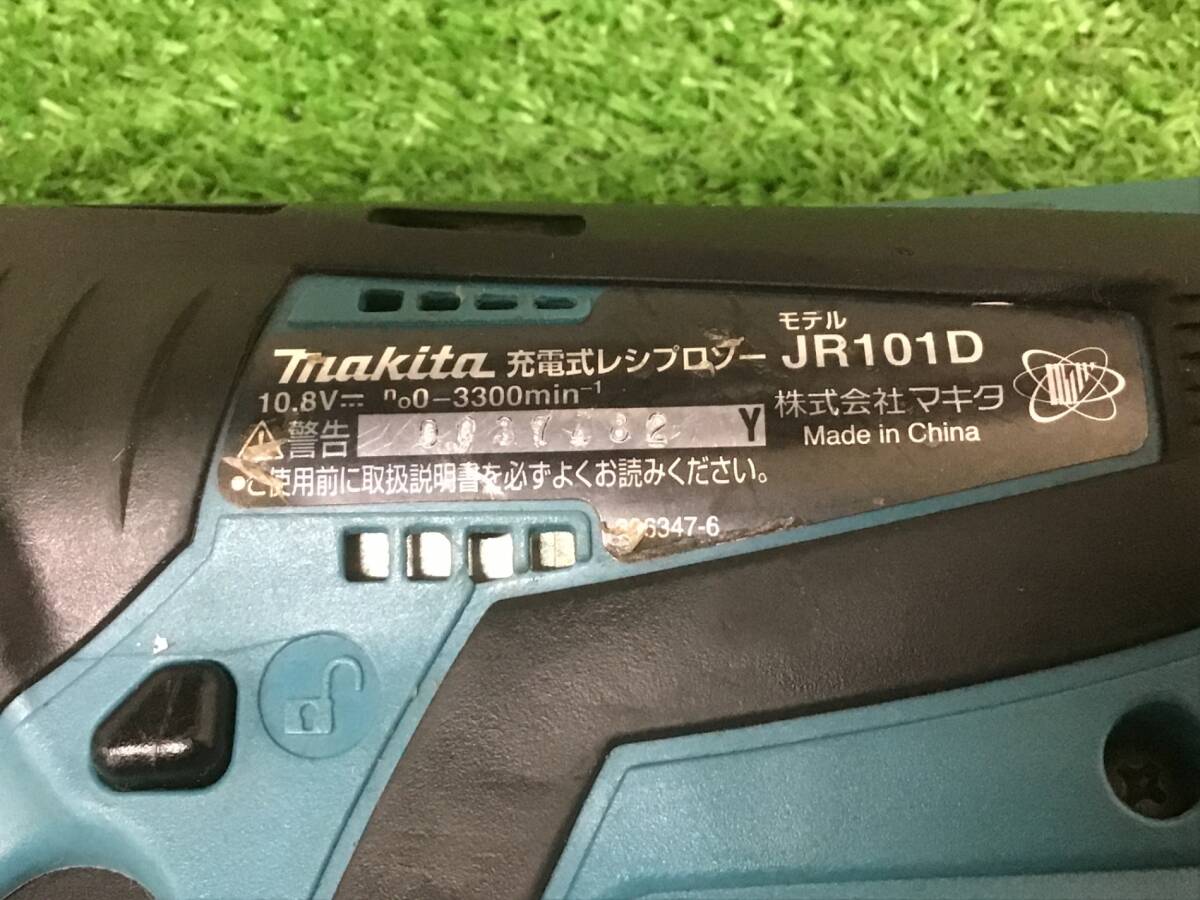 モデル
makita 充電式レシプロソー JR101D
10.8V⎓ n₀0-3300min⁻¹
株式会社マキタ
警告 Y
Made in China
●ご使用前に取扱説明書を必ずよくお読みください。